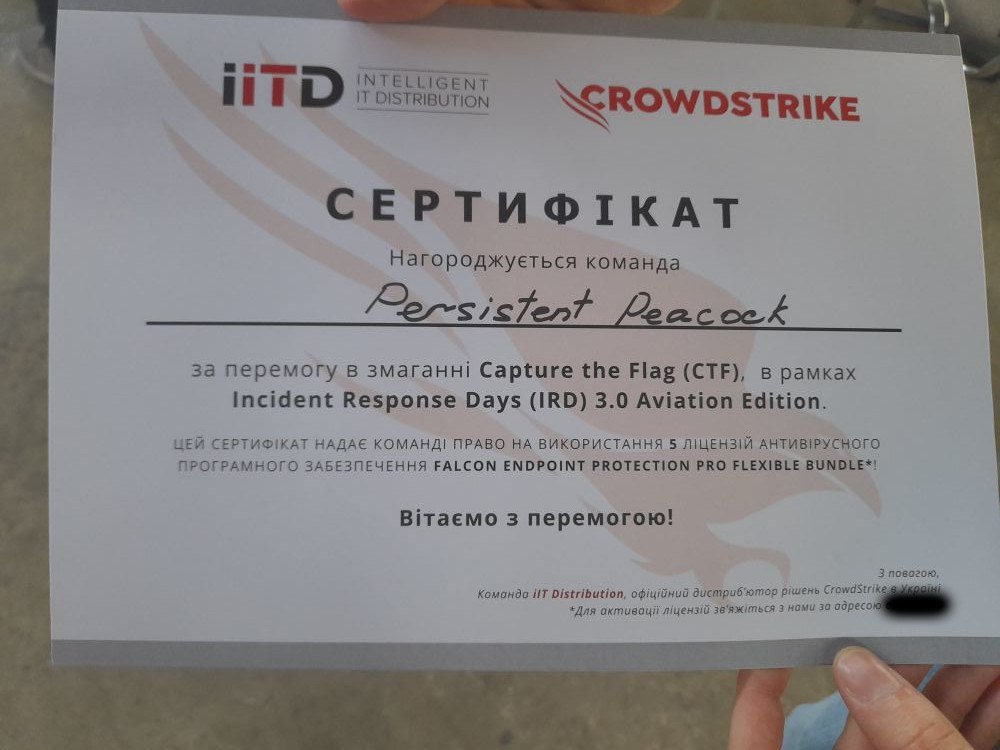 iiTD INTELLIGENT
IT DISTRIBUTION
CROWDSTRIKE
СЕРТИФІКАТ
Нагороджується команда
Persistent Peacock
за перемогу в змаганні Capture the Flag (CTF), в рамках
Incident Response Days (IRD) 3.0 Aviation Edition.
ЦЕЙ СЕРТИФІКАТ НАДАЄ КОМАНДІ ПРАВО НА ВИКОРИСТАННЯ 5 ЛІЦЕНЗІЙ АНТИВІРУСНОГО
ПРОГРАМНОГО ЗАБЕЗПЕЧЕННЯ FALCON ENDPOINT PROTECTION PRO FLEXIBLE BUNDLE*!
Вітаємо з перемогою!
З повагою,
Команда iIT Distribution, офіційний дистриб'ютор рішень CrowdStrike в Україні
*Для активації ліцензій зв'яжіться з нами за адресою